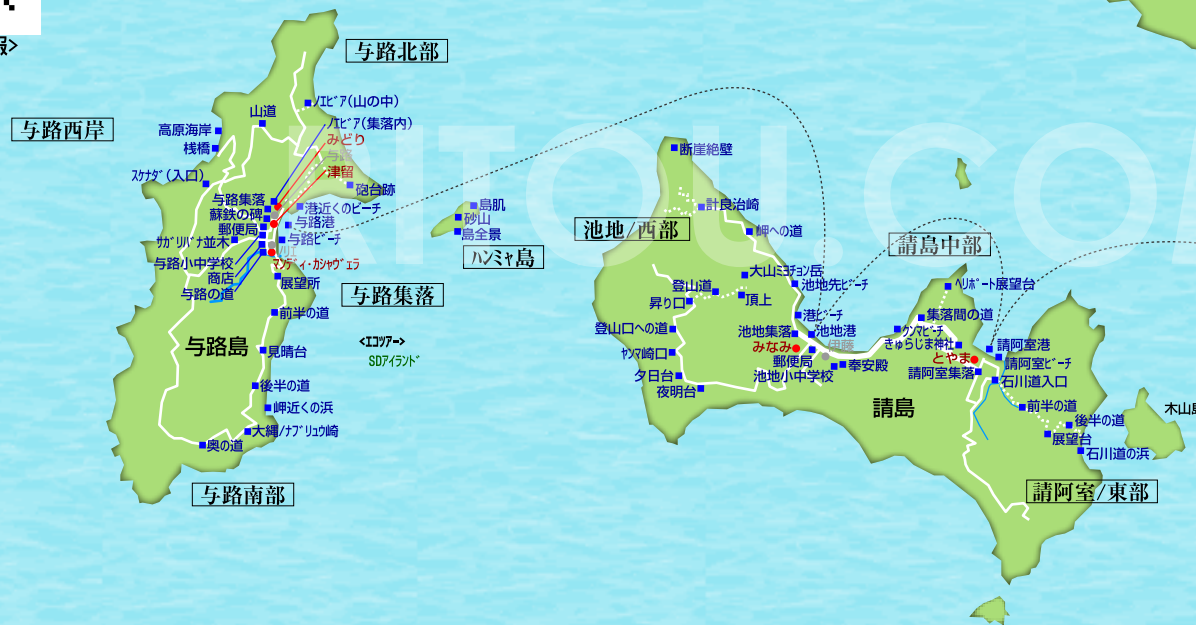 報>
与路北部
与路西岸
ﾉｴﾋﾞｱ(山の中)
山道
ﾉｴﾋﾞｱ(集落内)
高原海岸
みどり
桟橋
与路
津留
ｽｹﾅﾀﾞ(入口)
砲台跡
与路集落
蘇鉄の碑
港近くのビーチ
郵便局
与路港
ｻｶﾞﾘﾊﾞﾅ並木
与路ﾋﾞｰﾁ
与路小中学校
ﾏﾝﾃﾞｨ･ｶｼｬｳﾞｪﾗ
商店
展望所
与路の道
与路集落
前半の道
与路島
見晴台
<ｴｺﾂｱｰ>
SDｱｲﾗﾝﾄﾞ
後半の道
岬近くの浜
大縄/ﾅﾌﾞﾘｭｳ崎
奥の道
与路南部
島肌
砂山
島全景
ﾊﾝﾐｬ島
RITOU.COM
断崖絶壁
計良治崎
池地/西部
岬への道
大山ﾐﾖﾁｮﾝ岳
登山道
池地先ﾋﾞｰﾁ
昇り口
頂上
港ﾋﾞｰﾁ
登山口への道
池地集落
池地港
みなみ
伊藤
ﾔﾝﾏ崎口
郵便局
奉安殿
夕日台
池地小中学校
夜明台
請島
請島中部
ﾍﾘﾎﾟｰﾄ展望台
集落間の道
ｸﾝﾏﾋﾞｰﾁ
きゅらじま神社
請阿室港
とやま
請阿室ﾋﾞｰﾁ
請阿室集落
石川道入口
前半の道
後半の道
展望台
石川道の浜
木山島
請阿室/東部